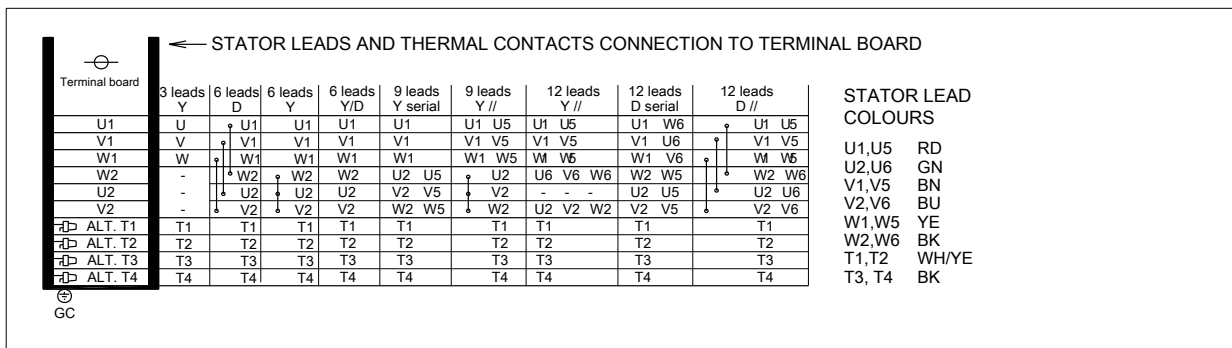 STATOR LEADS AND THERMAL CONTACTS CONNECTION TO TERMINAL BOARD
Terminal board
3 leads 6 leads 6 leads 6 leads 9 leads 9 leads 12 leads 12 leads 12 leads
Y D Y Y/D Y serial Y // Y // D serial D //
U1 U U1 U1 U1 U1 U1 U5 U1 U5 U1 W6 U1 U5
V1 V V1 V1 V1 V1 V1 V5 V1 V5 V1 U6 V1 V5
W1 W W1 W1 W1 W1 W1 W5 W1 W5 W1 V6 W1 W5
W2 - W2 W2 W2 U2 U5 U2 U6 V6 W6 W2 W5 W2 W6
U2 - U2 U2 U2 V2 V5 V2 - - - U2 U5 U2 U6
V2 - V2 V2 V2 W2 W5 W2 U2 V2 W2 V2 V5 V2 V6
ALT. T1 T1 T1 T1 T1 T1 T1 T1 T1 T1
ALT. T2 T2 T2 T2 T2 T2 T2 T2 T2 T2
ALT. T3 T3 T3 T3 T3 T3 T3 T3 T3 T3
ALT. T4 T4 T4 T4 T4 T4 T4 T4 T4 T4
GC
STATOR LEAD
COLOURS
U1,U5 RD
U2,U6 GN
V1,V5 BN
V2,V6 BU
W1,W5 YE
W2,W6 BK
T1,T2 WH/YE
T3, T4 BK